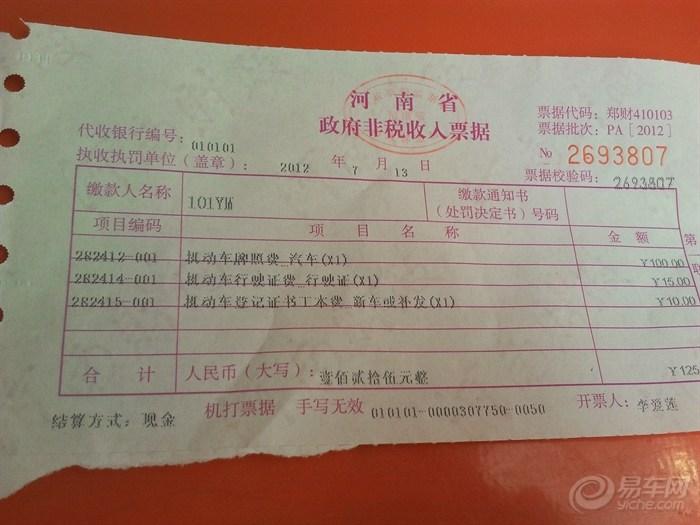 河南省
政府非税收入票据
票据代码：郑财410103
票据批次：PA［2012］
№ 2693807
票据校验码：2693807
代收银行编号：010101
执收执罚单位（盖章）：2012 年 7 月 13 日
缴款人名称 101YW 缴款通知书（处罚决定书）号码
项目编码 项目名称 金额 第
282412-001 机动车牌照费_汽车(X1) ¥100.00
282414-001 机动车行驶证费_行驶证(X1) ¥15.00
282415-001 机动车登记证书工本费_新车或补发(X1) ¥10.00
合计 人民币（大写）：壹佰贰拾伍元整 ¥125
结算方式：现金 机打票据 手写无效 010101-0000307750-0050 开票人：李爱莲
易车网
yiche.com